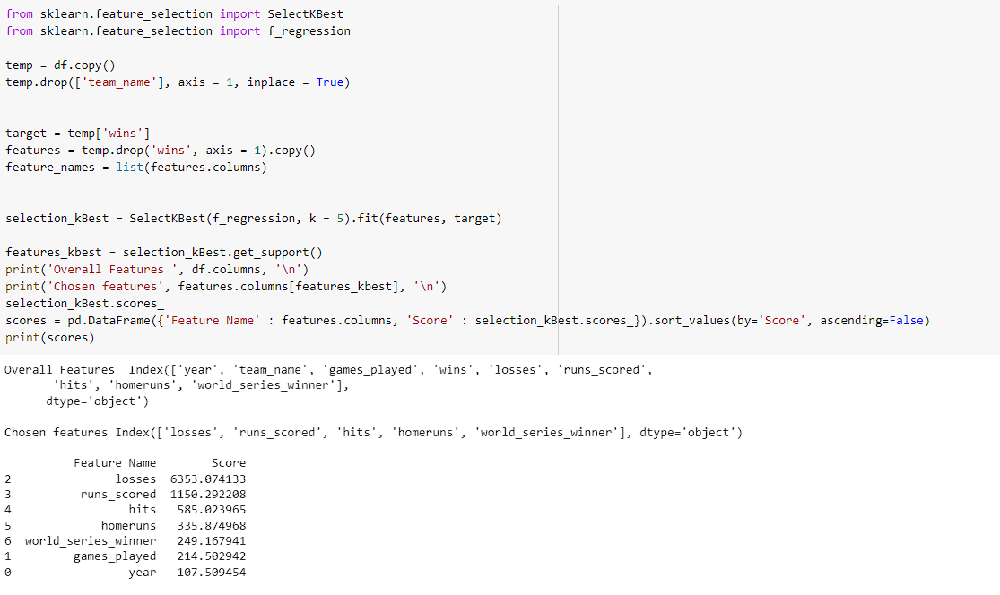 from sklearn.feature_selection import SelectKBest
from sklearn.feature_selection import f_regression
temp = df.copy()
temp.drop(['team_name'], axis = 1, inplace = True)
target = temp['wins']
features = temp.drop('wins', axis = 1).copy()
feature_names = list(features.columns)
selection_kBest = SelectKBest(f_regression, k = 5).fit(features, target)
features_kbest = selection_kBest.get_support()
print('Overall Features ', df.columns, '\n')
print('Chosen features', features.columns[features_kbest], '\n')
selection_kBest.scores_
scores = pd.DataFrame({'Feature Name' : features.columns, 'Score' : selection_kBest.scores_}).sort_values(by='Score', ascending=False)
print(scores)
Overall Features  Index(['year', 'team_name', 'games_played', 'wins', 'losses', 'runs_scored',
       'hits', 'homeruns', 'world_series_winner'],
      dtype='object')
Chosen features Index(['losses', 'runs_scored', 'hits', 'homeruns', 'world_series_winner'], dtype='object')
          Feature Name        Score
2               losses  6353.074133
3          runs_scored  1150.292208
4                 hits   585.023965
5             homeruns   335.874968
6  world_series_winner   249.167941
1         games_played   214.502942
0                 year   107.509454